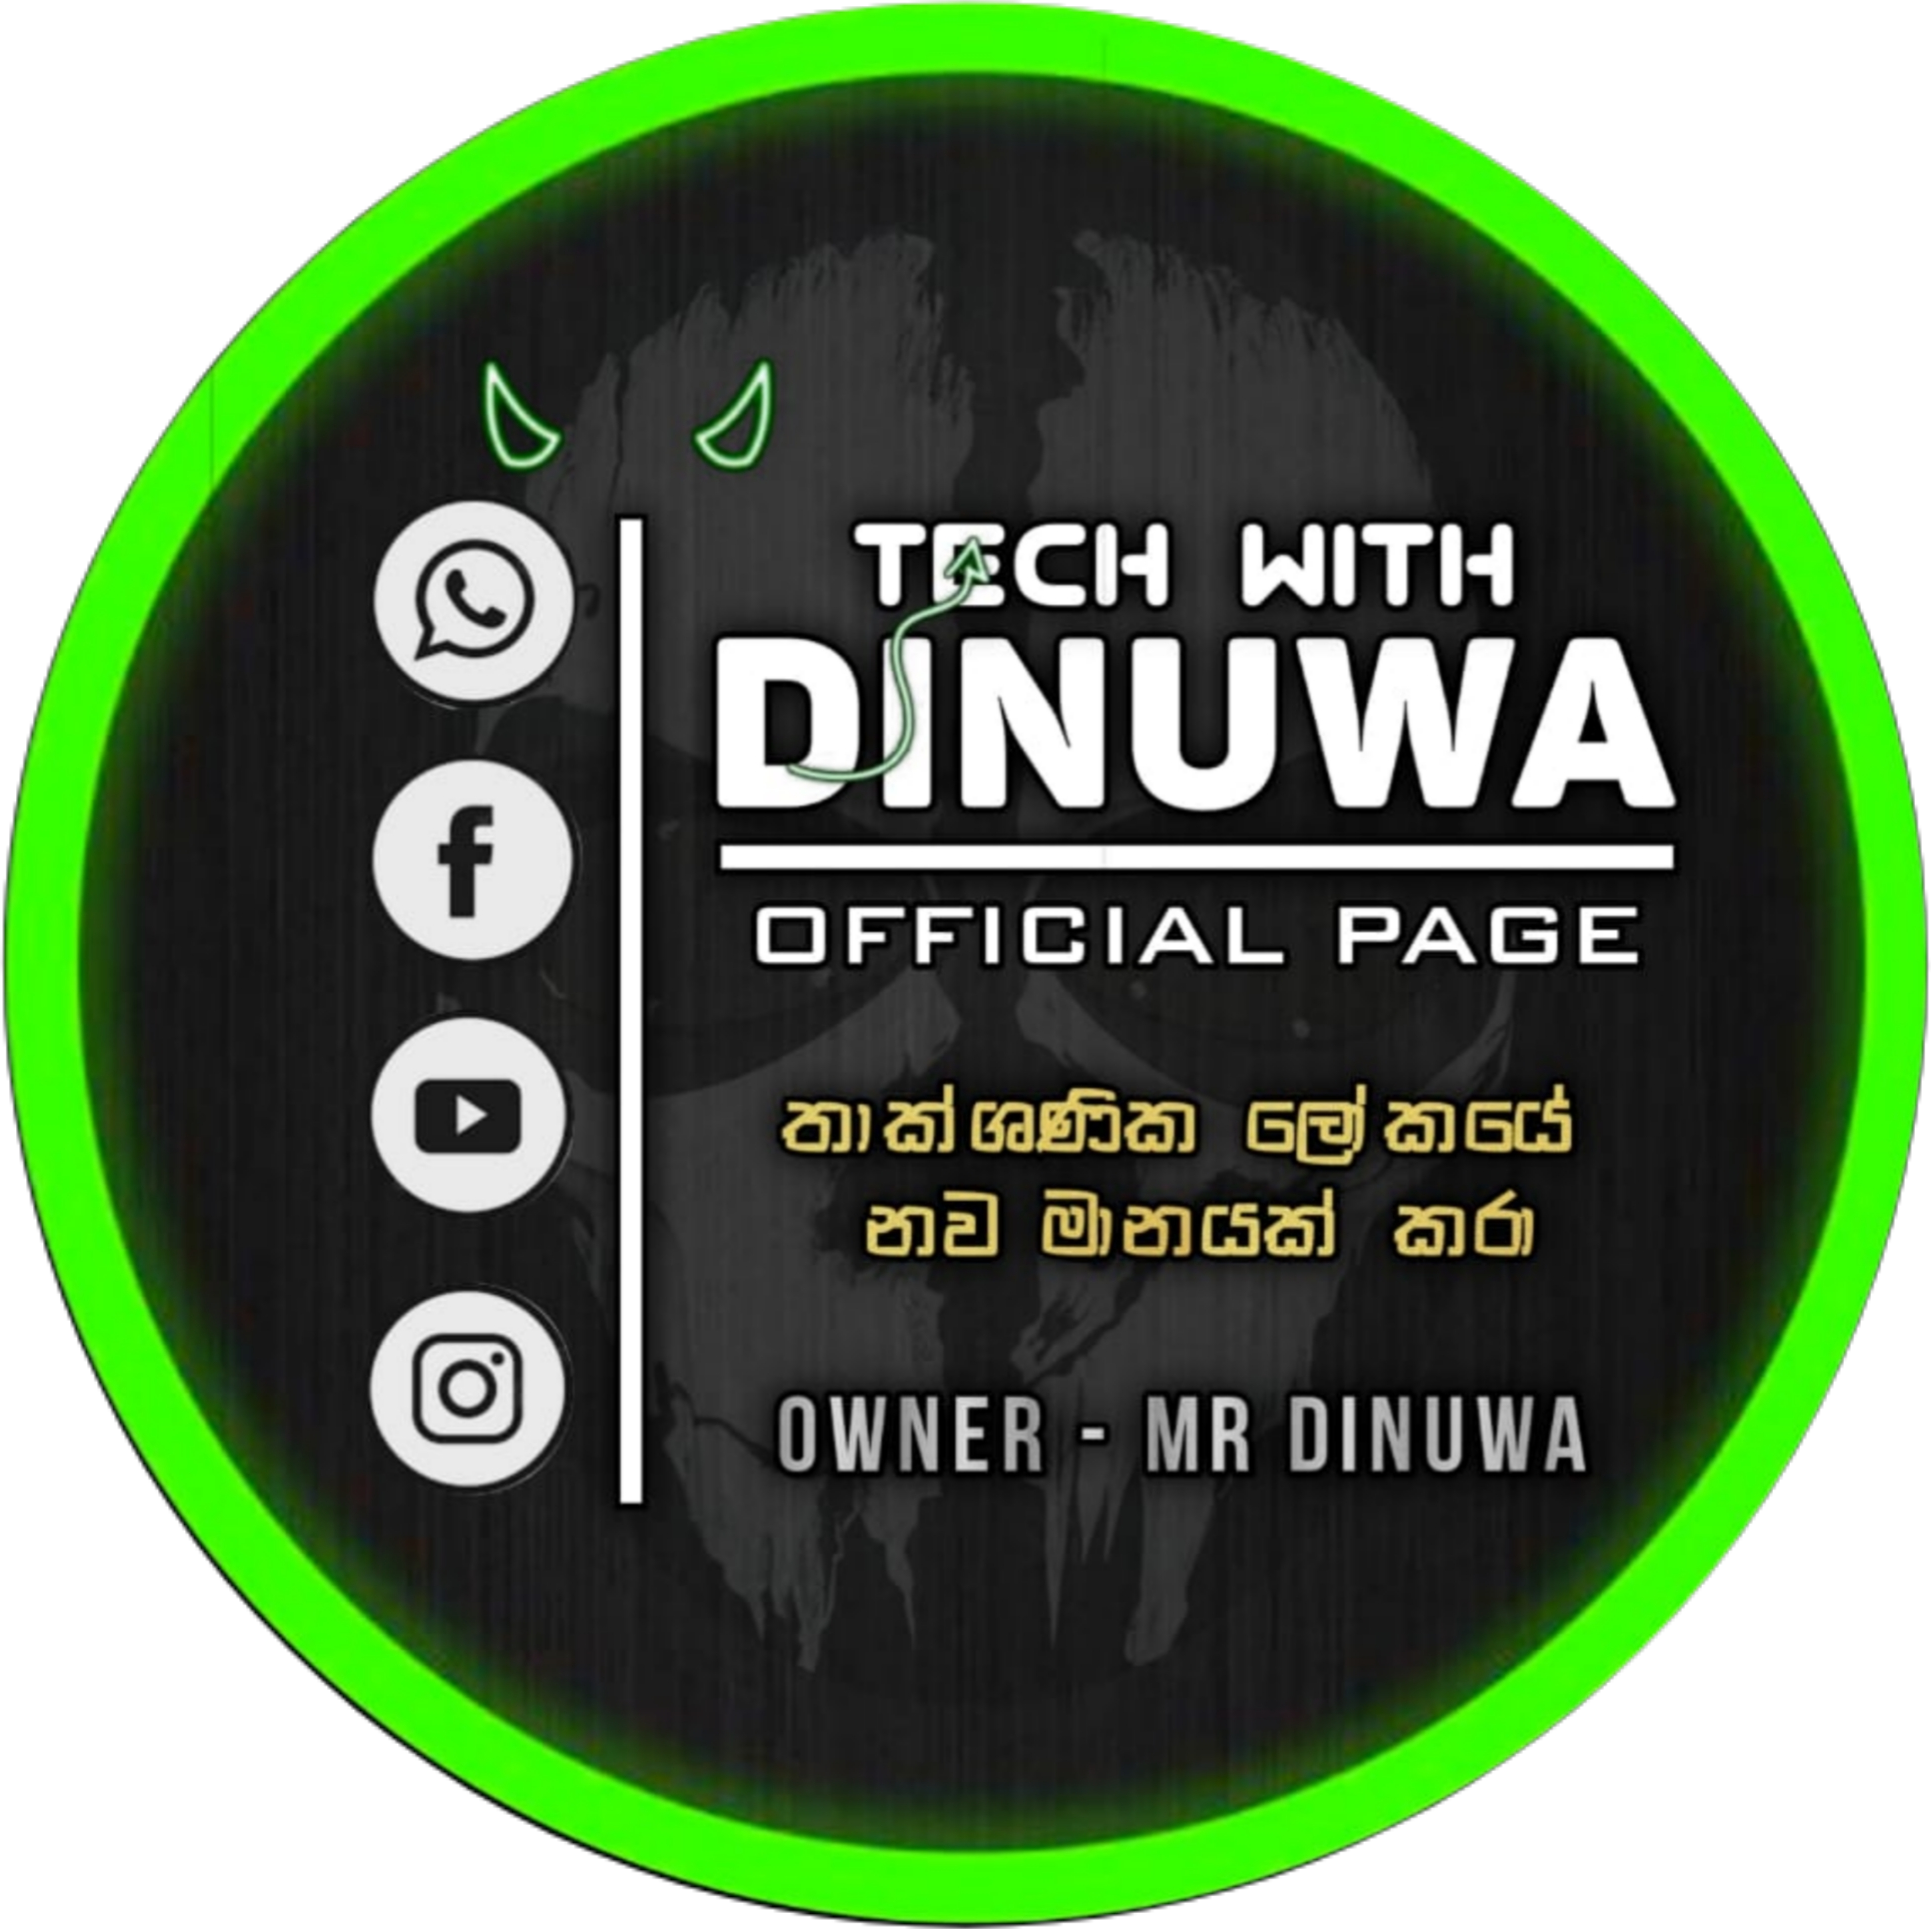 TECH WITH
DINUWA
OFFICIAL PAGE
තාක්ශණික ලෝකයේ
නව මානයක් කරා
OWNER - MR DINUWA